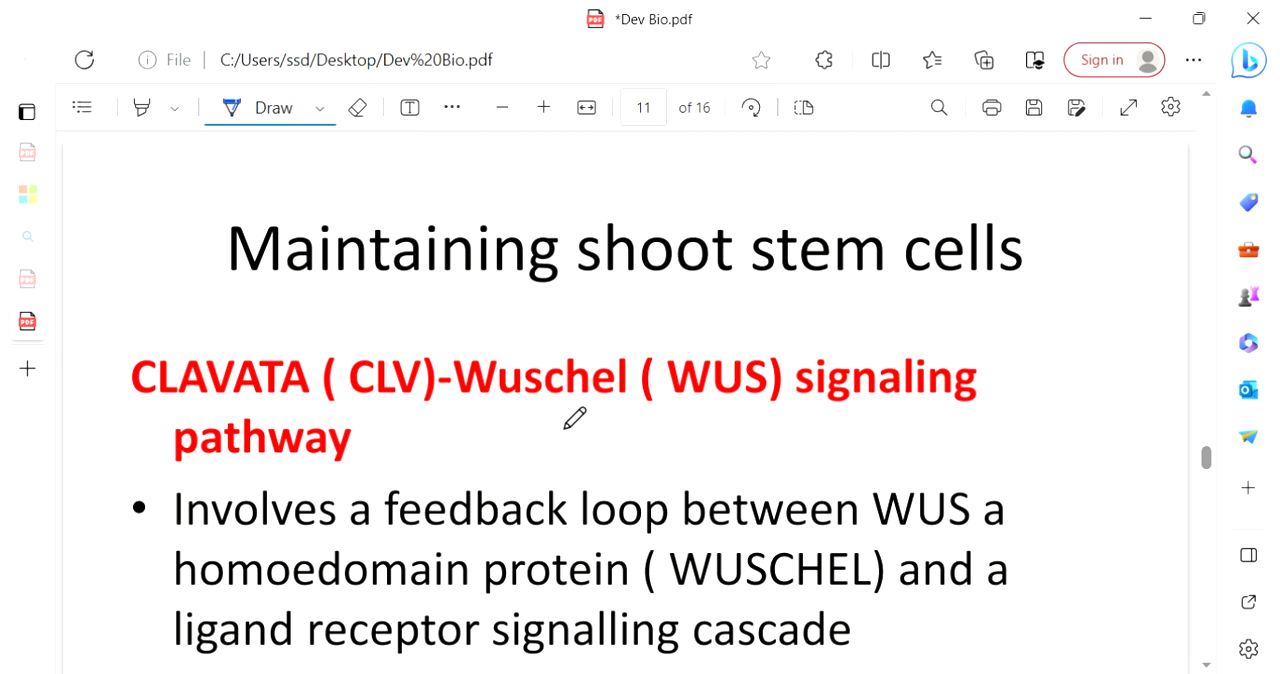 *Dev Bio.pdf
File | C:/Users/ssd/Desktop/Dev%20Bio.pdf
Sign in
Draw
11 of 16
Maintaining shoot stem cells
CLAVATA ( CLV)-Wuschel ( WUS) signaling
pathway
• Involves a feedback loop between WUS a
homoedomain protein ( WUSCHEL) and a
ligand receptor signalling cascade